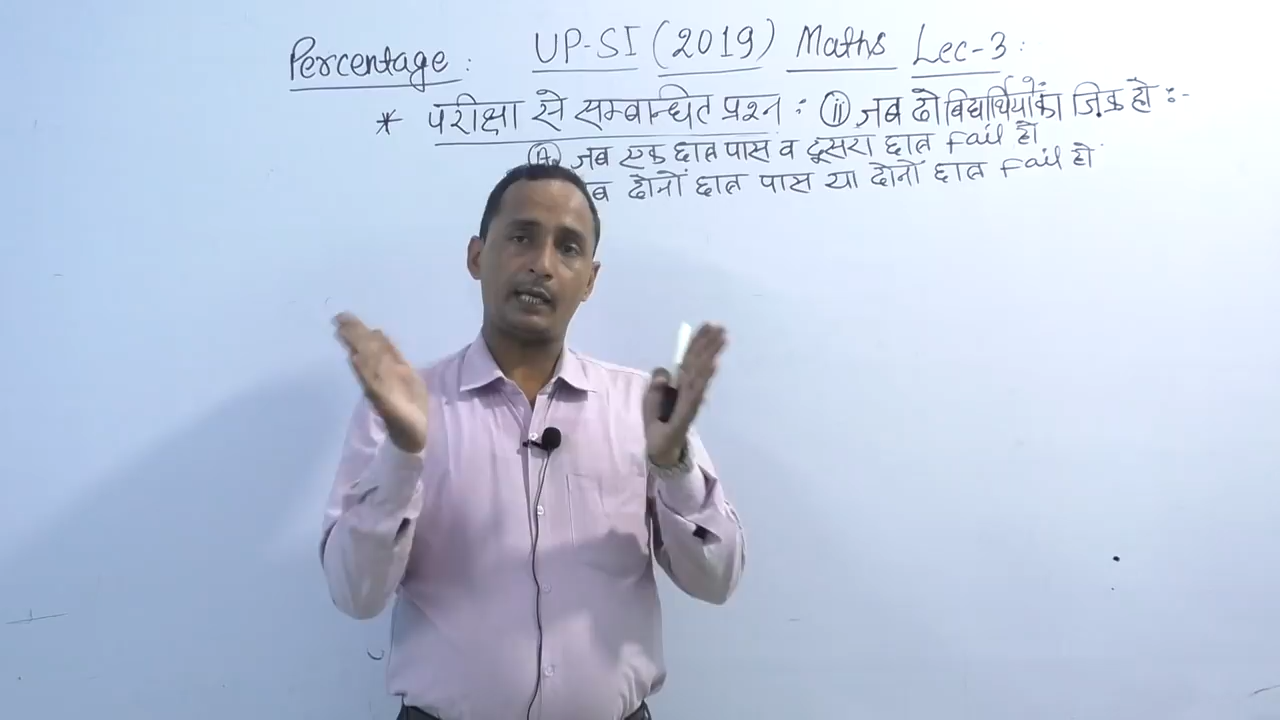 Percentage : UP-SI (2019) Maths Lec-3 :
* परीक्षा से सम्बन्धित प्रश्न : (ii) जब दो विद्यार्थियों का जिक्र हो :-
(A) जब एक छात्र पास व दूसरा छात्र fail हो
ब दोनों छात्र पास या दोनों छात्र fail हो